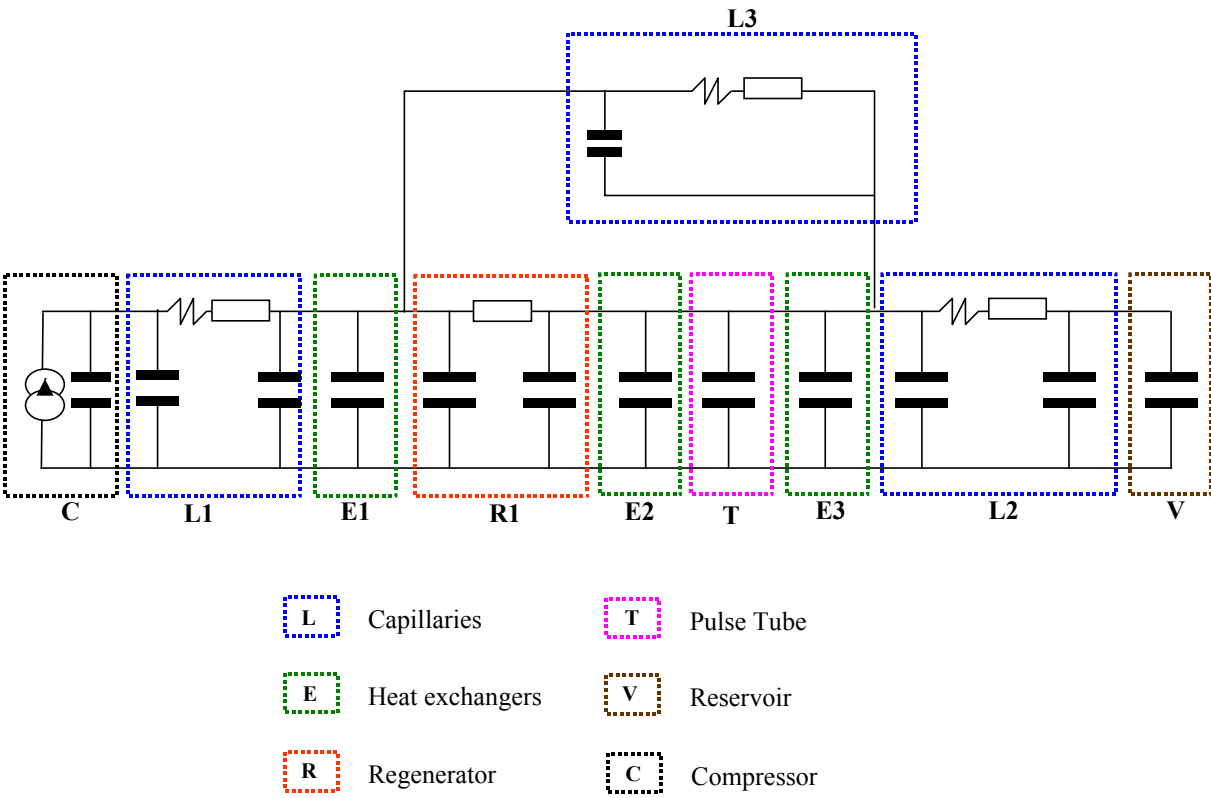 L3
C
L1
E1
R1
E2
T
E3
L2
V
L Capillaries
T Pulse Tube
E Heat exchangers
V Reservoir
R Regenerator
C Compressor